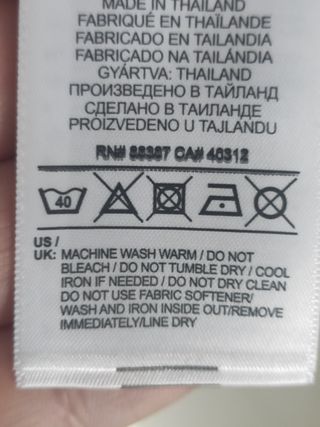 MADE IN THAILAND
FABRIQUÉ EN THAÏLANDE
FABRICADO EN TAILANDIA
FABRICADO NA TAILÂNDIA
GYÁRTVA: THAILAND
ПРОИЗВЕДЕНО В ТАЙЛАНД
СДЕЛАНО В ТАИЛАНДЕ
PROIZVEDENO U TAJLANDU
RN# 88387 CA# 40312
40
US /
UK: MACHINE WASH WARM / DO NOT
BLEACH / DO NOT TUMBLE DRY / COOL
IRON IF NEEDED / DO NOT DRY CLEAN
DO NOT USE FABRIC SOFTENER/
WASH AND IRON INSIDE OUT/REMOVE
IMMEDIATELY/LINE DRY